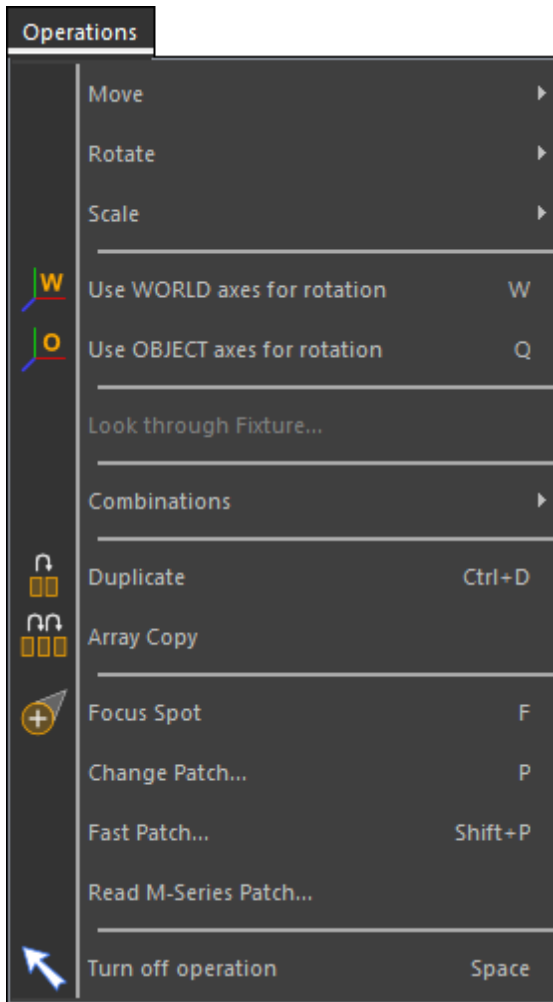 Operations
Move
Rotate
Scale
W Use WORLD axes for rotation W
O Use OBJECT axes for rotation Q
Look through Fixture...
Combinations
Duplicate Ctrl+D
Array Copy
Focus Spot F
Change Patch... P
Fast Patch... Shift+P
Read M-Series Patch...
Turn off operation Space